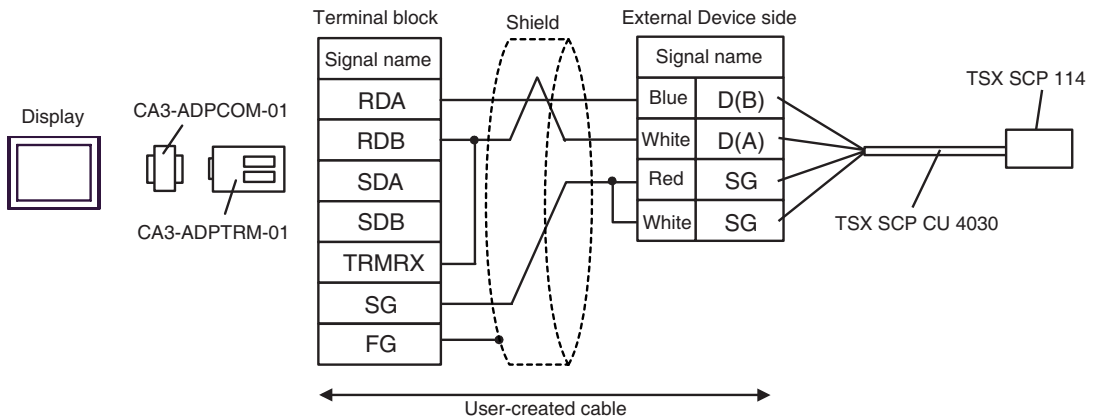 Terminal block
Shield
External Device side
Signal name
Signal name
TSX SCP 114
Display
CA3-ADPCOM-01
RDA
Blue
D(B)
RDB
White
D(A)
SDA
Red
SG
SDB
White
SG
CA3-ADPTRM-01
TSX SCP CU 4030
TRMRX
SG
FG
User-created cable